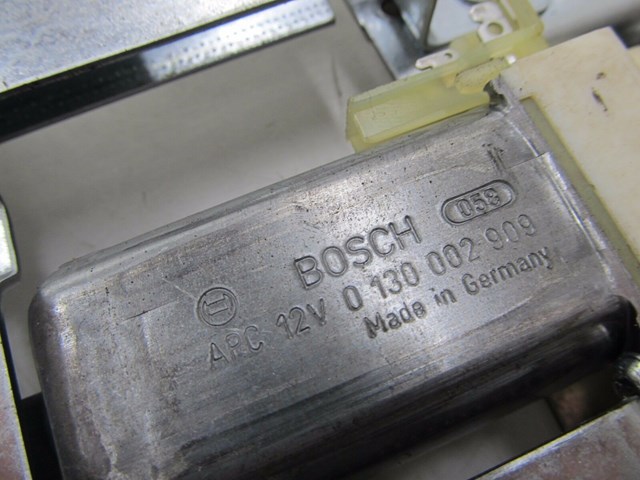 BOSCH 058
APC 12V 0 130 002 909
Made in Germany